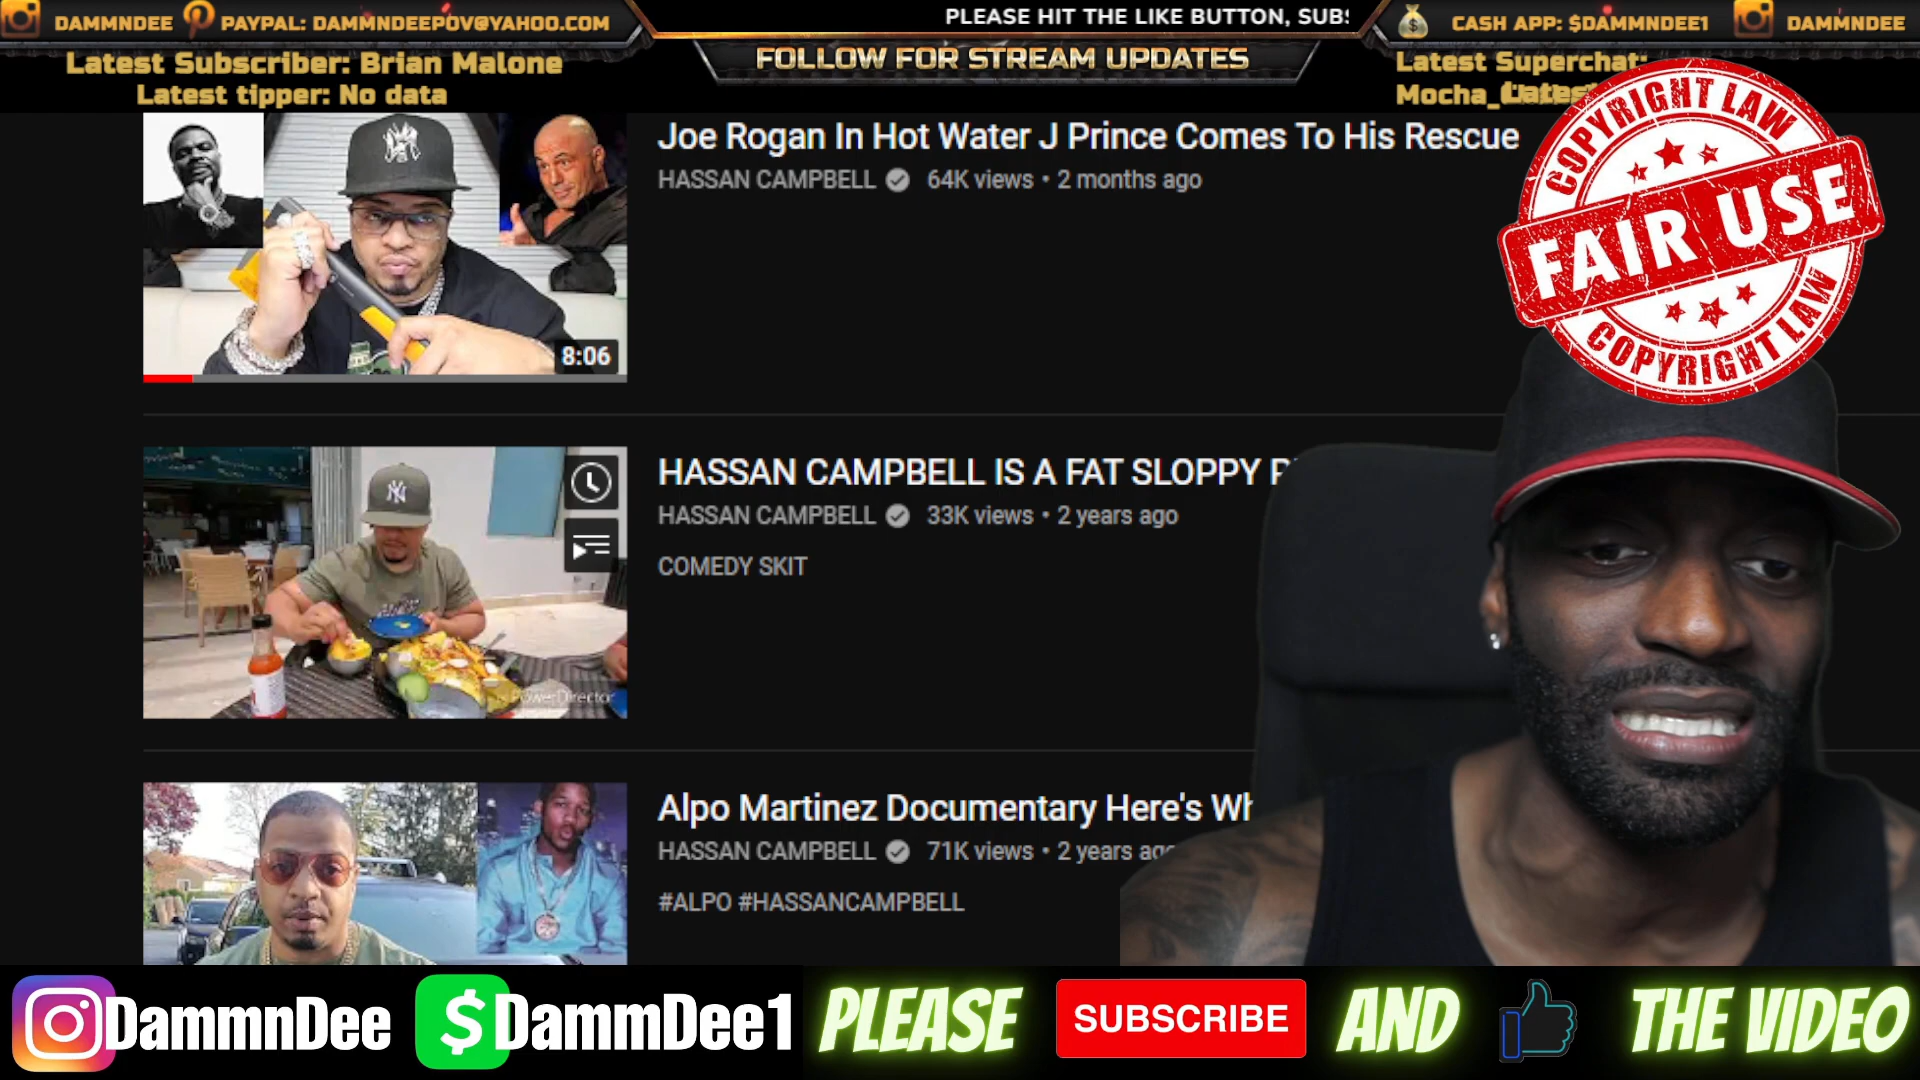 DAMMNDEE
PAYPAL: DAMMNDEEPOV@YAHOO.COM
PLEASE HIT THE LIKE BUTTON, SUBS
CASH APP: $DAMMNDEE1
DAMMNDEE
Latest Subscriber: Brian Malone
Latest tipper: No data
FOLLOW FOR STREAM UPDATES
Latest Superchat:
Mocha_
COPYRIGHT LAW
FAIR USE
COPYRIGHT LAW
Joe Rogan In Hot Water J Prince Comes To His Rescue
HASSAN CAMPBELL 64K views • 2 months ago
8:06
HASSAN CAMPBELL IS A FAT SLOPPY
HASSAN CAMPBELL 33K views • 2 years ago
COMEDY SKIT
PowerDirector
Alpo Martinez Documentary Here's Wh
HASSAN CAMPBELL 71K views • 2 years ago
#ALPO #HASSANCAMPBELL
DammnDee
$DammDee1
PLEASE SUBSCRIBE AND THE VIDEO